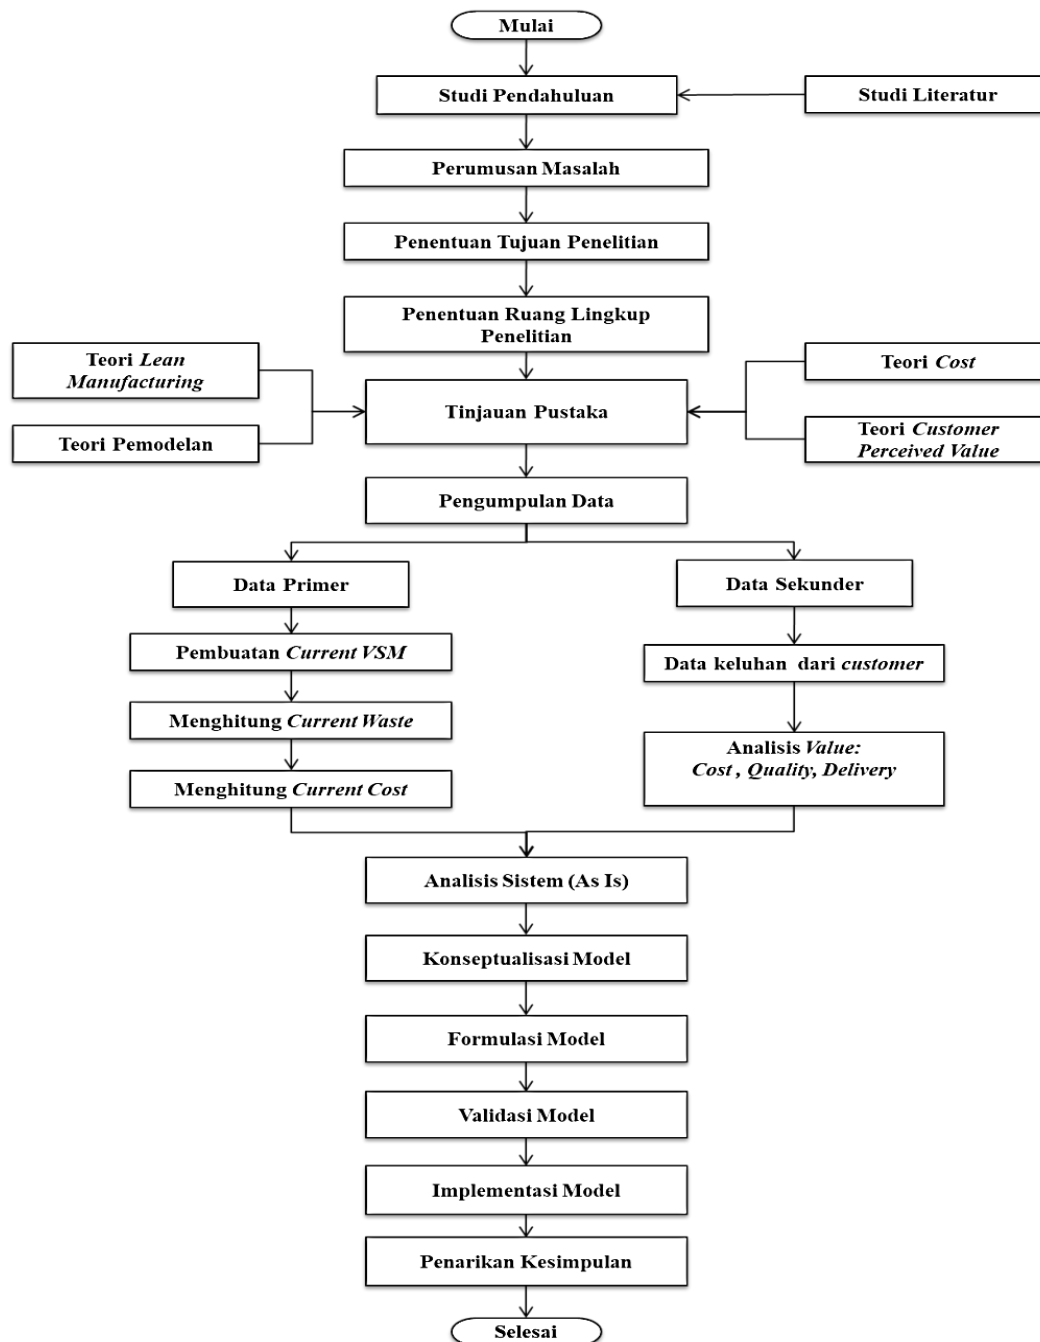 Mulai
Studi Pendahuluan
Studi Literatur
Perumusan Masalah
Penentuan Tujuan Penelitian
Penentuan Ruang Lingkup
Penelitian
Teori Lean
Manufacturing
Teori Pemodelan
Tinjauan Pustaka
Teori Cost
Teori Customer
Perceived Value
Pengumpulan Data
Data Primer
Data Sekunder
Pembuatan Current VSM
Data keluhan dari customer
Menghitung Current Waste
Analisis Value:
Cost , Quality, Delivery
Menghitung Current Cost
Analisis Sistem (As Is)
Konseptualisasi Model
Formulasi Model
Validasi Model
Implementasi Model
Penarikan Kesimpulan
Selesai